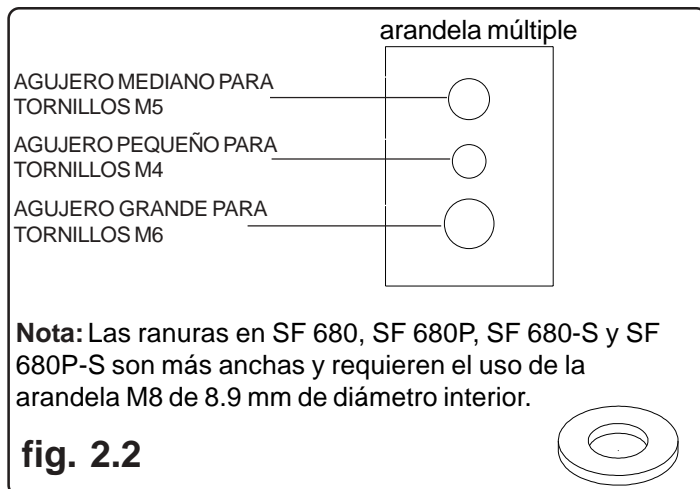 arandela múltiple
AGUJERO MEDIANO PARA
TORNILLOS M5
AGUJERO PEQUEÑO PARA
TORNILLOS M4
AGUJERO GRANDE PARA
TORNILLOS M6
Nota: Las ranuras en SF 680, SF 680P, SF 680-S y SF
680P-S son más anchas y requieren el uso de la
arandela M8 de 8.9 mm de diámetro interior.
fig. 2.2